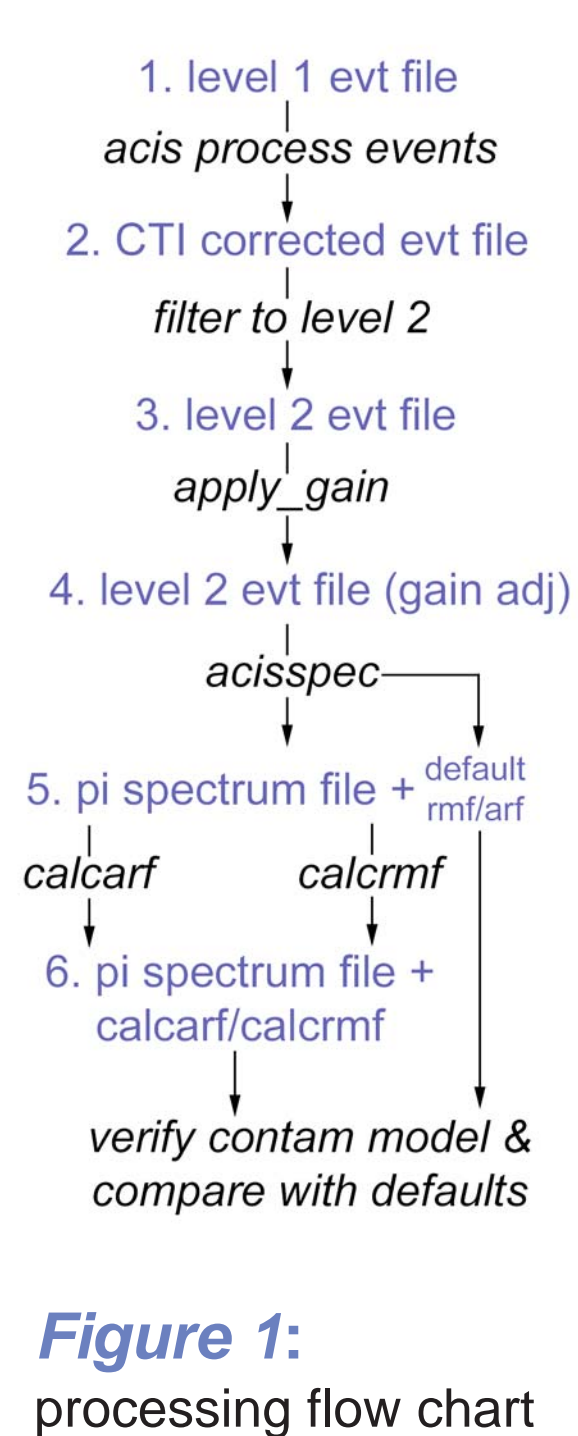 1. level 1 evt file
acis process events
2. CTI corrected evt file
filter to level 2
3. level 2 evt file
apply_gain
4. level 2 evt file (gain adj)
acisspec
5. pi spectrum file + default
rmf/arf
calcarf calcrmf
6. pi spectrum file +
calcarf/calcrmf
verify contam model &
compare with defaults
Figure 1:
processing flow chart